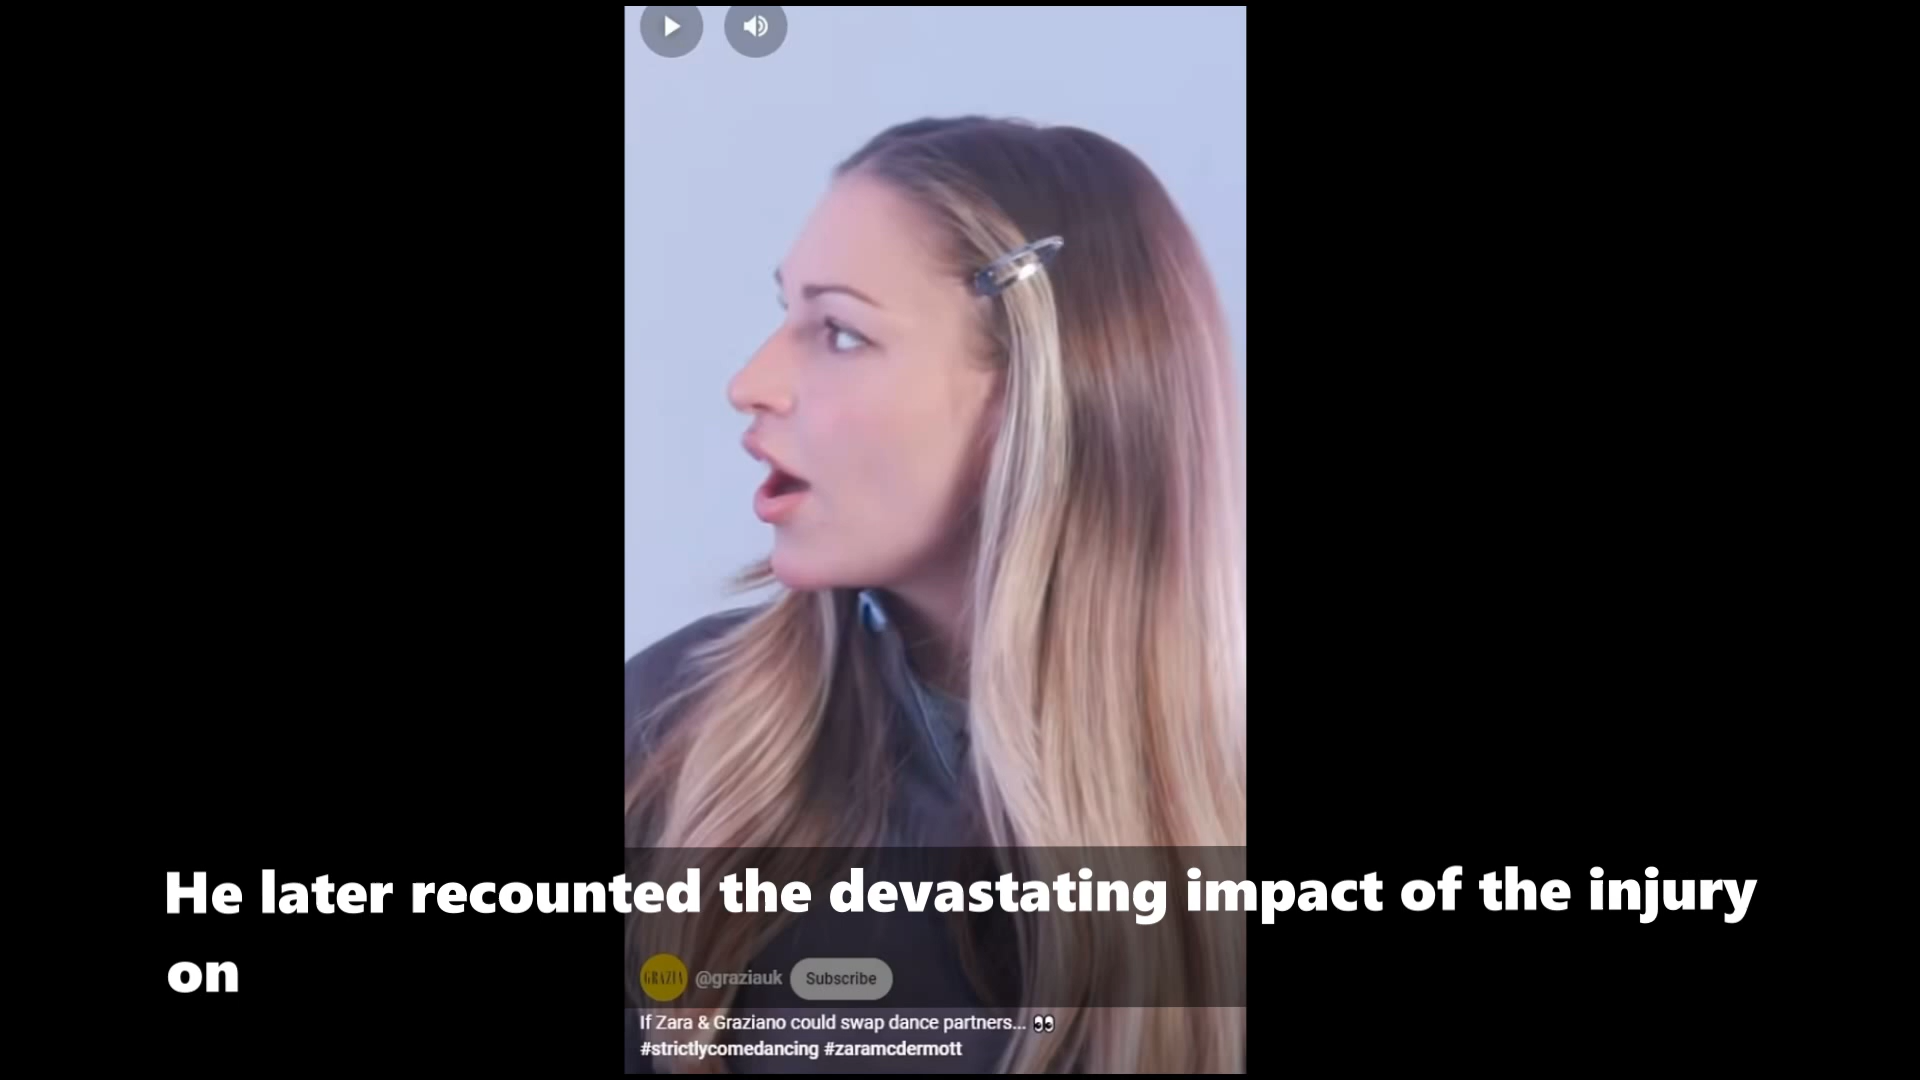 He later recounted the devastating impact of the injury
on
GRAZIA @graziauk Subscribe
If Zara & Graziano could swap dance partners... 👀
#strictlycomedancing #zaramcdermott